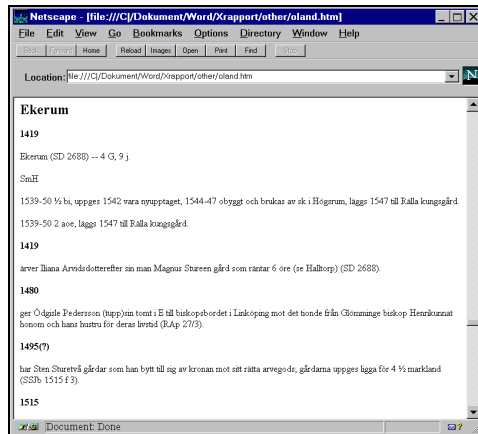 Netscape - [file:///C|/Dokument/Word/Xrapport/other/oland.htm]
File Edit View Go Bookmarks Options Directory Window Help
Back Forward Home Reload Images Open Print Find Stop
Location: file:///C|/Dokument/Word/Xrapport/other/oland.htm
N
Ekerum
1419
Ekerum (SD 2688) -- 4 G, 9 j.
SmH
1539-50 ½ bi, uppges 1542 vara nyupptaget, 1544-47 obyggt och brukas av sk i Högsrum, läggs 1547 till Rälla kungsgård.
1539-50 2 aoe, läggs 1547 till Rälla kungsgård.
1419
ärver Iliana Arvidsdotterefter sin man Magnus Stureen gård som räntar 6 öre (se Halltorp) (SD 2688).
1480
ger Ödgisle Pedersson (tupp)sin tomt i E till biskopsbordet i Linköping mot det tionde från Glömminge biskop Henrikunnat
honom och hans hustru för deras livstid (RAp 27/3).
1495(?)
har Sten Sturetvå gårdar som han bytt till sig av kronan mot sitt rätta arvegods, gårdarna uppges ligga för 4 ½ markland
(SSJb 1515 f 3).
1515
Document: Done
?